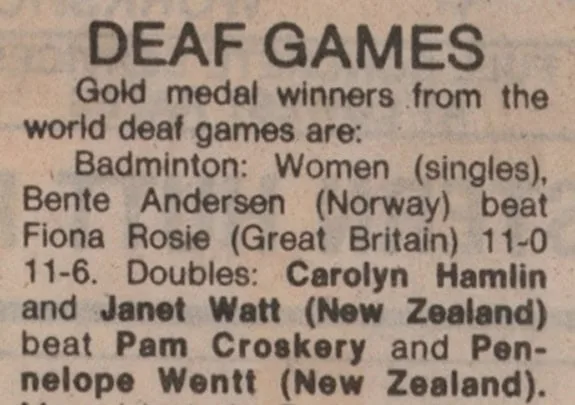 DEAF GAMES
Gold medal winners from the
world deaf games are:
Badminton: Women (singles),
Bente Andersen (Norway) beat
Fiona Rosie (Great Britain) 11-0
11-6. Doubles: Carolyn Hamlin
and Janet Watt (New Zealand)
beat Pam Croskery and Pen-
nelope Wentt (New Zealand).